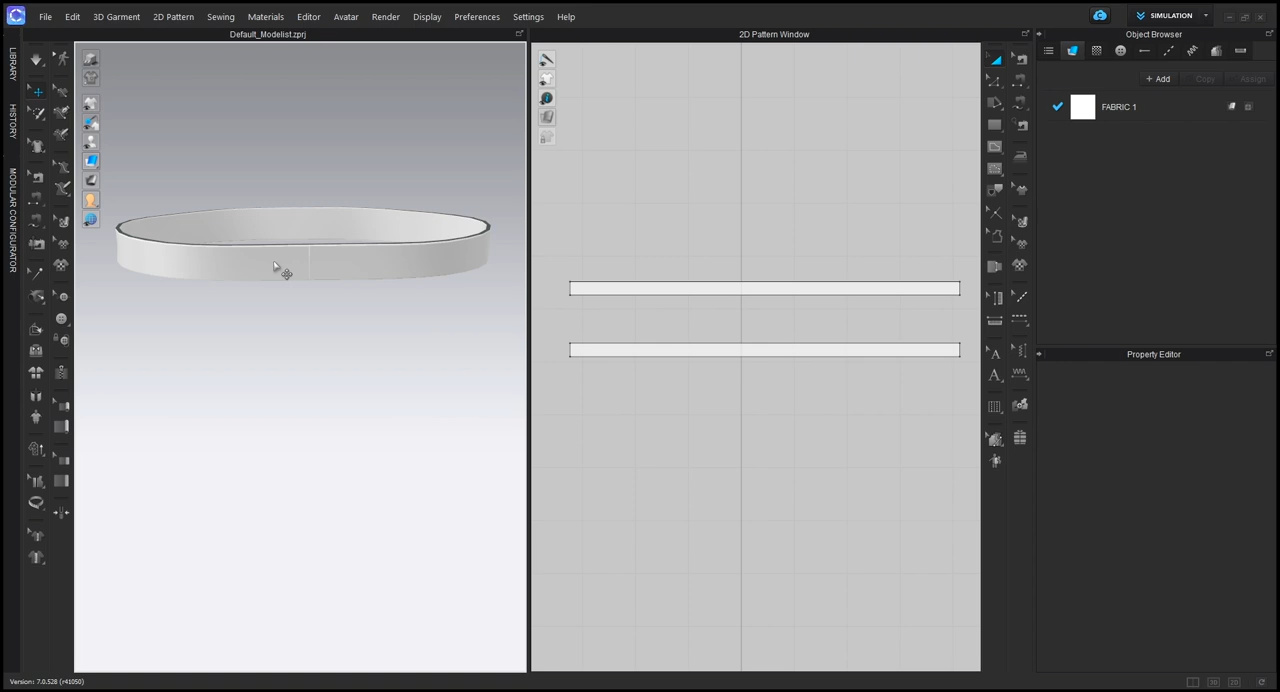 File Edit 3D Garment 2D Pattern Sewing Materials Editor Avatar Render Display Preferences Settings Help
SIMULATION
Default_Modelist.zprj
2D Pattern Window
Object Browser
LIBRARY
HISTORY
MODULAR CONFIGURATOR
+ Add Copy Assign
FABRIC 1
Property Editor
Version: 7.0.528 (r41050)
3D 2D